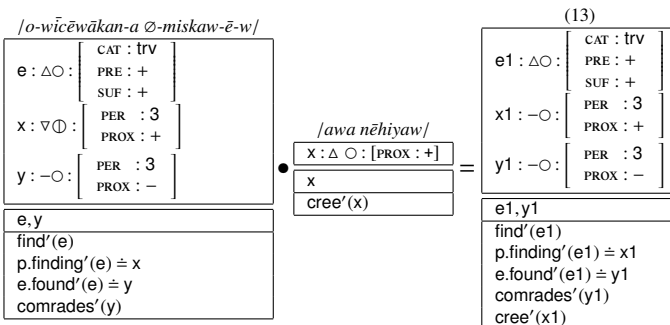 /o-wı̄̇cēwākan-a ∅-miskaw-ē-w/
e : △○ : [ CAT : trv
PRE : +
SUF : + ]
x : ▽⦶ : [ PER : 3
PROX : + ]
y : −○ : [ PER : 3
PROX : − ]
e,y
find′(e)
p.finding′(e) ≐ x
e.found′(e) ≐ y
comrades′(y)
•
/awa nēhiyaw/
x : △ ○ : [PROX : +]
x
cree′(x)
=
(13)
e1 : △○ : [ CAT : trv
PRE : +
SUF : + ]
x1 : −○ : [ PER : 3
PROX : + ]
y1 : −○ : [ PER : 3
PROX : − ]
e1,y1
find′(e1)
p.finding′(e1) ≐ x1
e.found′(e1) ≐ y1
comrades′(y1)
cree′(x1)